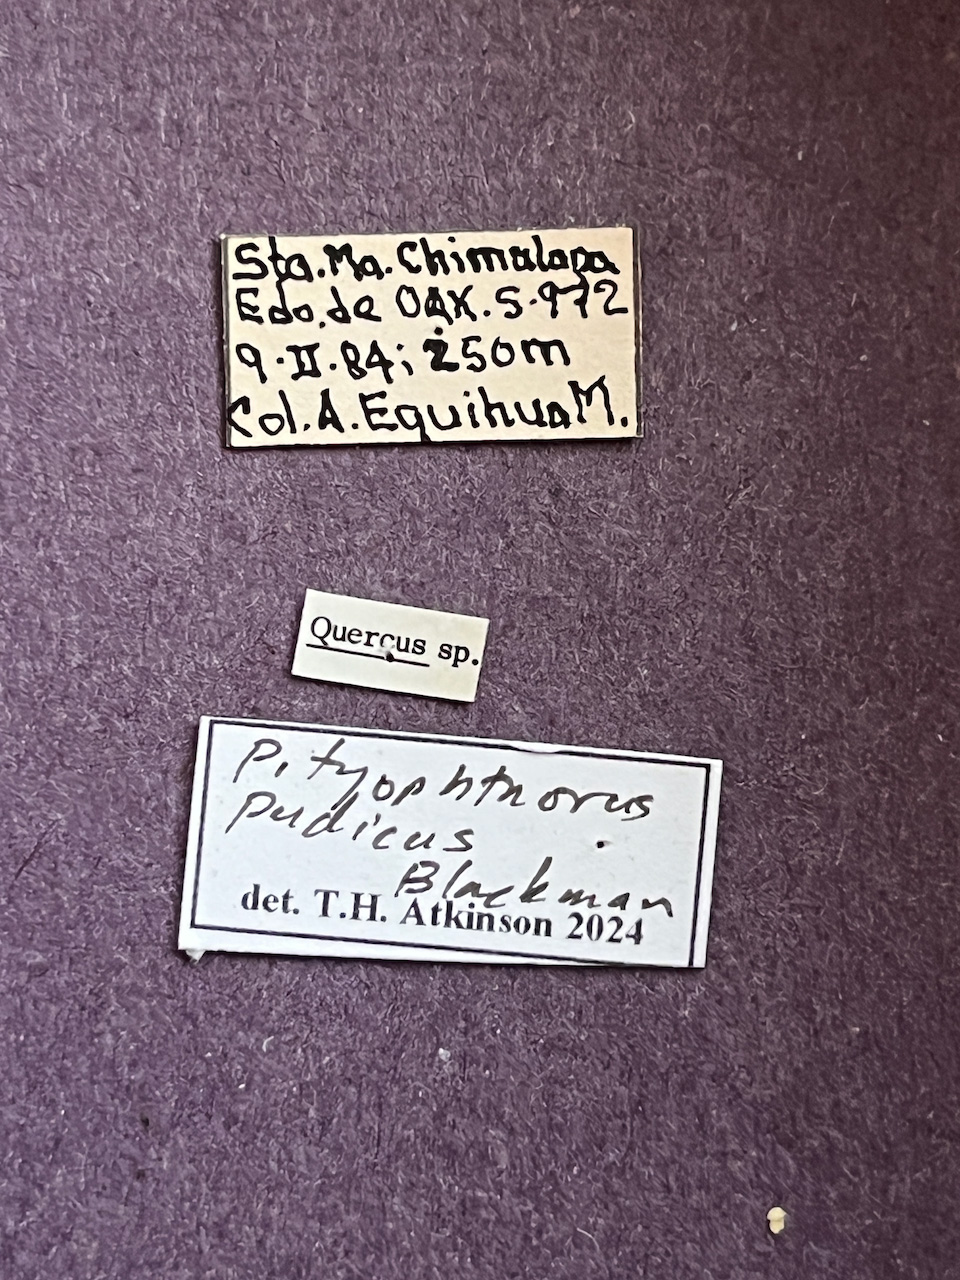 Sta. Ma. Chimalapa
Edo. de OAX. S-972
9·II·84; 250m
Col. A. Equihua M.
Quercus sp.
Pityophthorus
pudicus
Blackman
det. T.H. Atkinson 2024